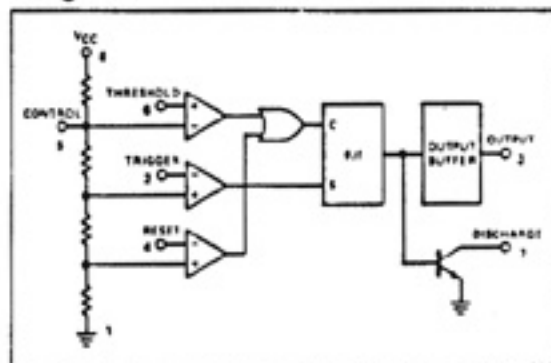 VCC
8
THRESHOLD
6
CONTROL
5
C
OUTPUT BUFFER
OUTPUT
3
TRIGGER
2
S
RESET
4
DISCHARGE
7
1